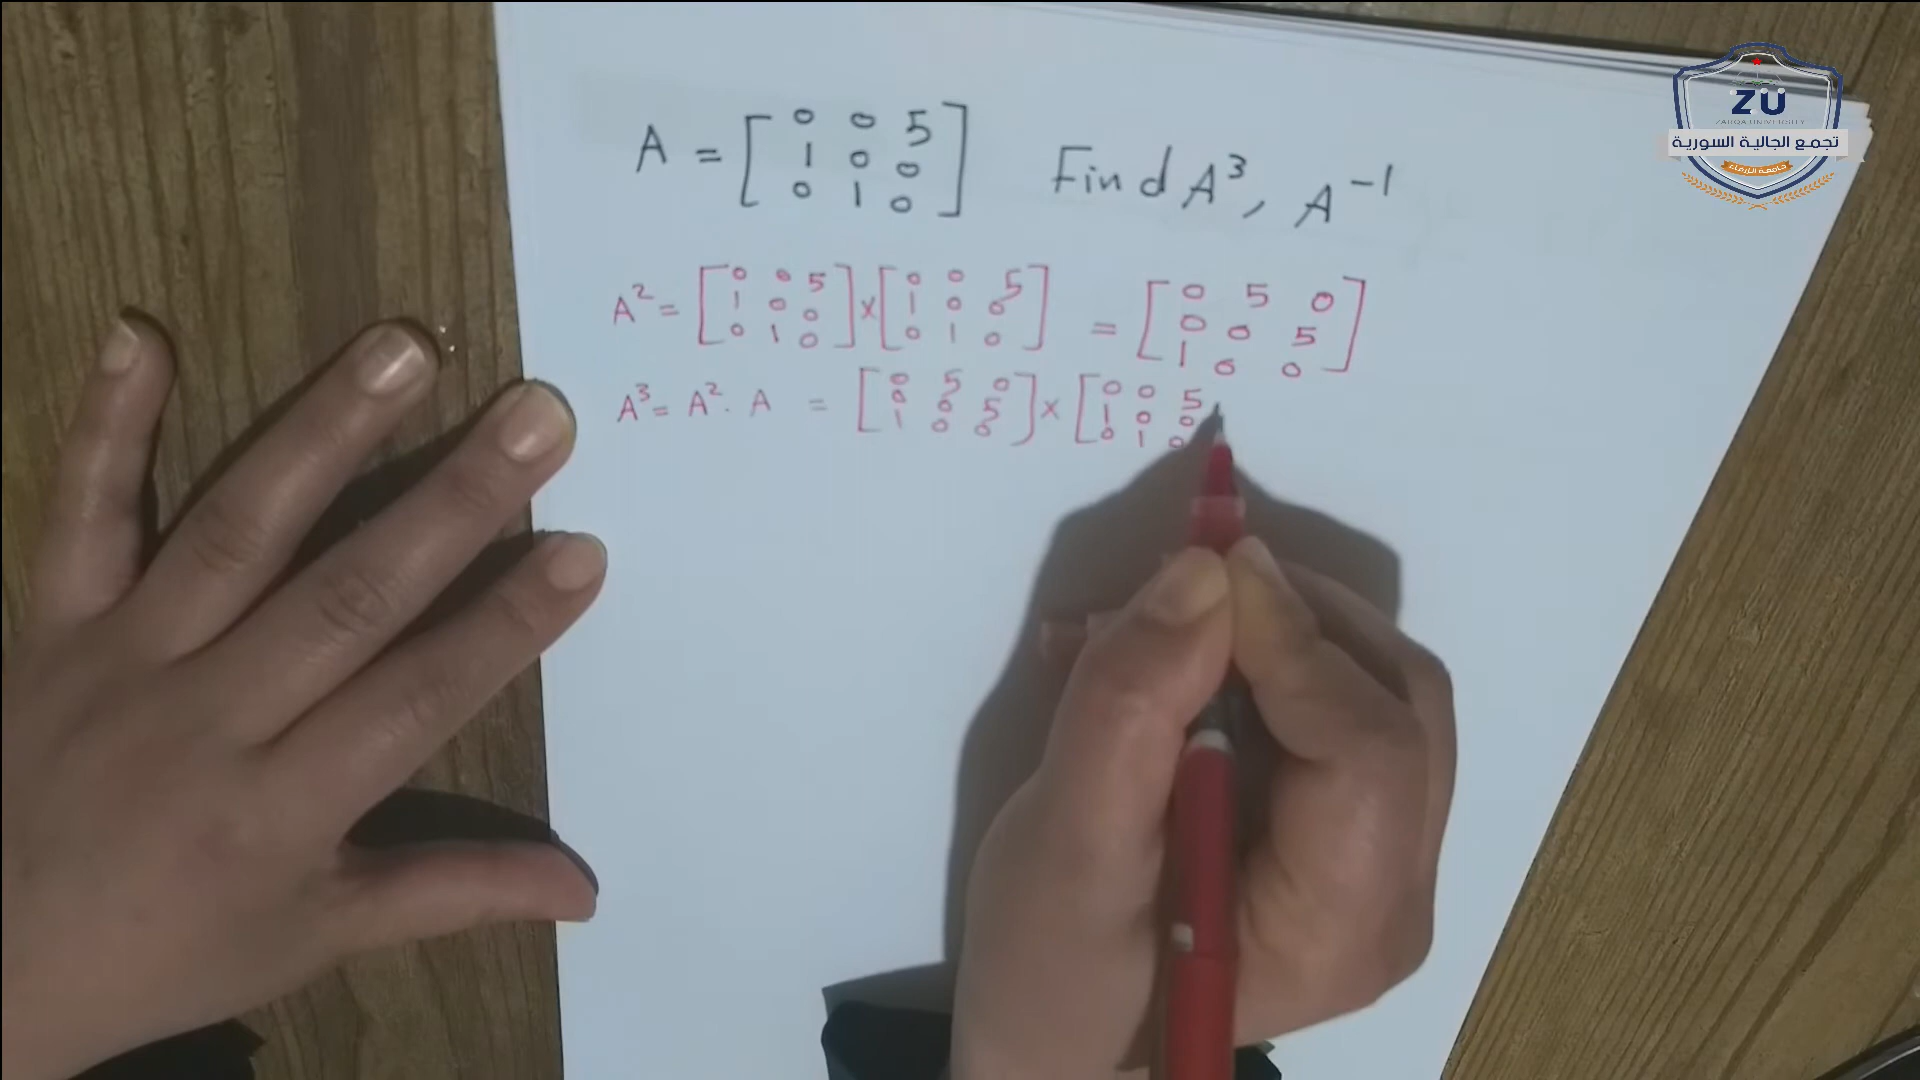 A = [0 0 5
1 0 0
0 1 0] Find A³, A⁻¹
A² = [0 0 5
1 0 0
0 1 0] × [0 0 5
1 0 0
0 1 0] = [0 5 0
0 0 5
1 0 0]
A³ = A² . A = [0 5 0
0 0 5
1 0 0] × [0 0 5
1 0 0
0 1 0
ZU
ZARQA UNIVERSITY
تجمع الجالية السورية
جامعة الزرقاء